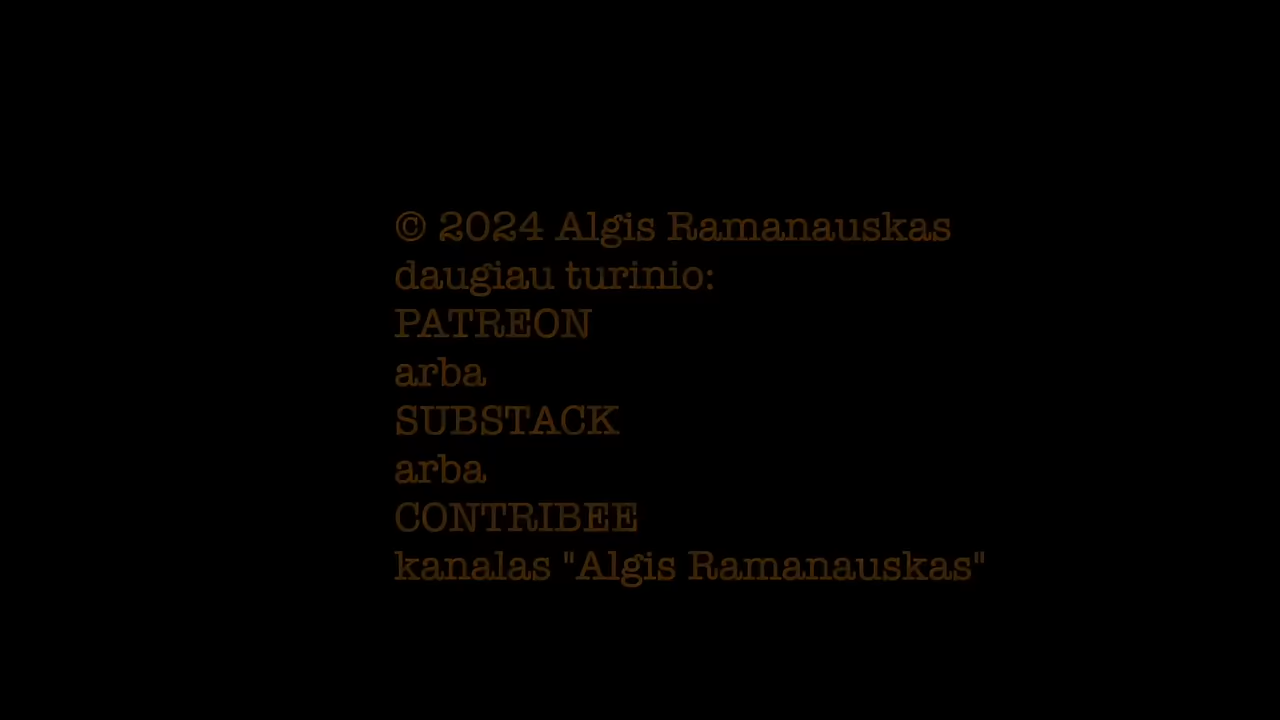 © 2024 Algis Ramanauskas
daugiau turinio:
PATREON
arba
SUBSTACK
arba
CONTRIBEE
kanalas "Algis Ramanauskas"